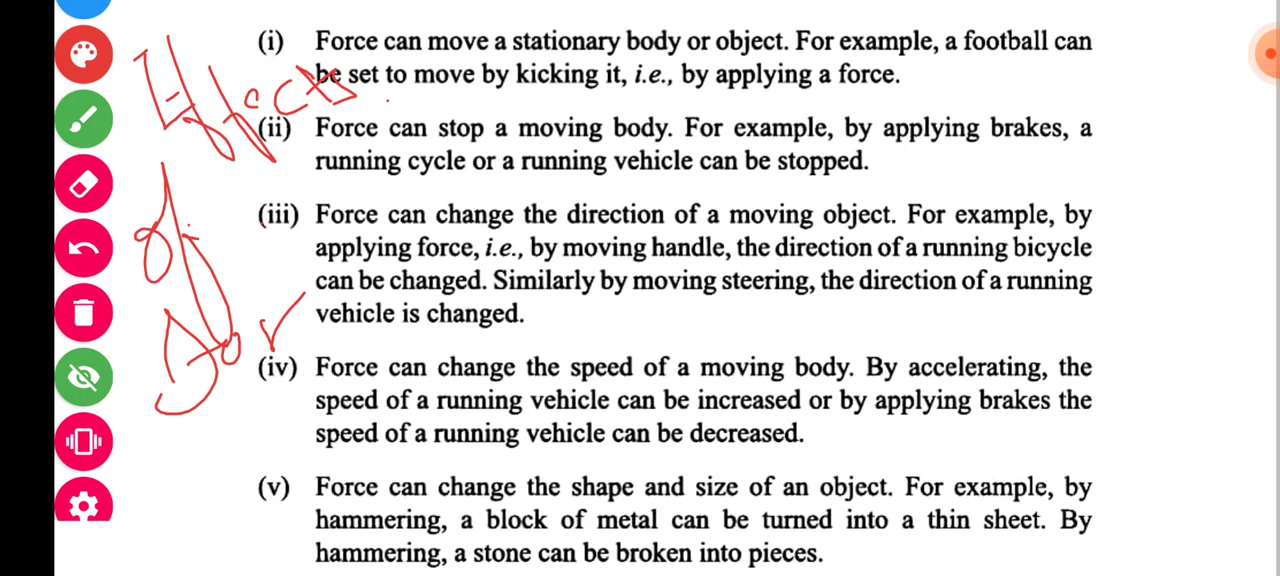 Effects
of
(i) Force can move a stationary body or object. For example, a football can
be set to move by kicking it, i.e., by applying a force.
(ii) Force can stop a moving body. For example, by applying brakes, a
running cycle or a running vehicle can be stopped.
(iii) Force can change the direction of a moving object. For example, by
applying force, i.e., by moving handle, the direction of a running bicycle
can be changed. Similarly by moving steering, the direction of a running
vehicle is changed.
(iv) Force can change the speed of a moving body. By accelerating, the
speed of a running vehicle can be increased or by applying brakes the
speed of a running vehicle can be decreased.
(v) Force can change the shape and size of an object. For example, by
hammering, a block of metal can be turned into a thin sheet. By
hammering, a stone can be broken into pieces.